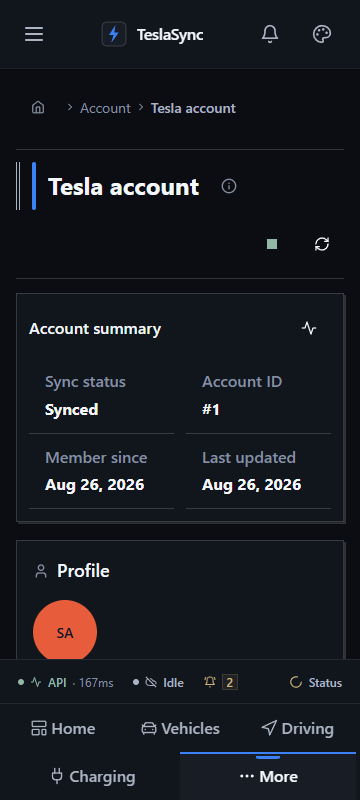 TeslaSync
Account Tesla account
Tesla account
Account summary
Sync status Account ID
Synced #1
Member since Last updated
Aug 26, 2026 Aug 26, 2026
Profile
SA
API · 167ms Idle 2 Status
Home Vehicles Driving
Charging More